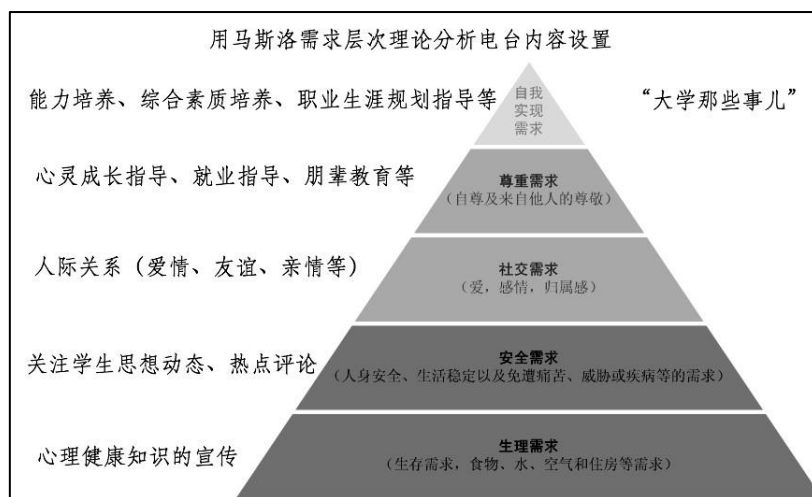 用马斯洛需求层次理论分析电台内容设置
能力培养、综合素质培养、职业生涯规划指导等
自我
实现
需求
“大学那些事儿”
心灵成长指导、就业指导、朋辈教育等
尊重需求
（自尊及来自他人的尊敬）
人际关系（爱情、友谊、亲情等）
社交需求
（爱，感情，归属感）
关注学生思想动态、热点评论
安全需求
（人身安全、生活稳定以及免遭痛苦、威胁或疾病等的需求）
心理健康知识的宣传
生理需求
（生存需求，食物、水、空气和住房等需求）